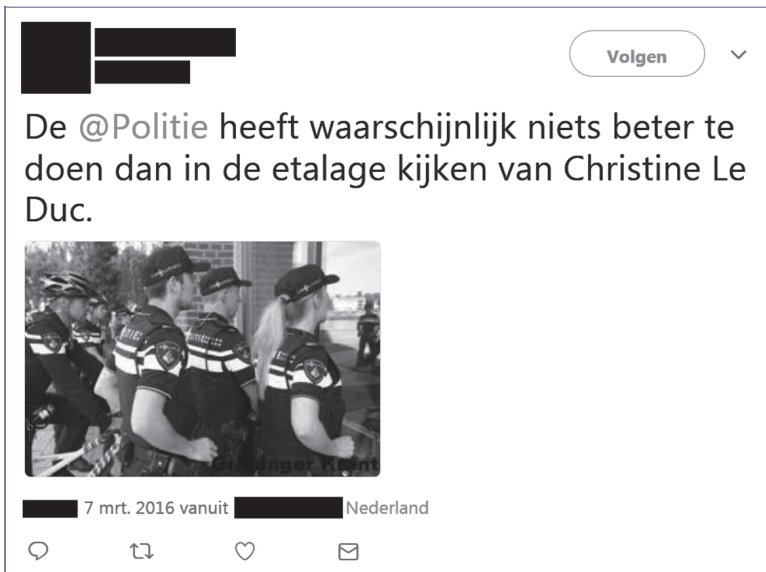 Volgen
De @Politie heeft waarschijnlijk niets beter te
doen dan in de etalage kijken van Christine Le
Duc.
7 mrt. 2016 vanuit Nederland